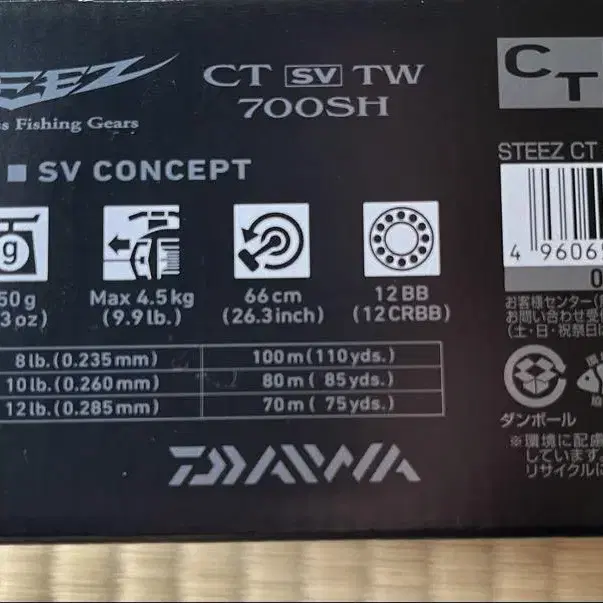 EEZ
s Fishing Gears
CT SV TW
700SH
CT
SV CONCEPT
STEEZ CT
g
50g
3oz)
Max 4.5kg
(9.9lb.)
66cm
(26.3inch)
12BB
(12CRBB)
4 96065
0
お客様センター
お問い合わせ受
(土・日・祝祭日
8lb.(0.235mm) 100m(110yds.)
10lb.(0.260mm) 80m( 85yds.)
12lb.(0.285mm) 70m( 75yds.)
ダンボール
※環境に配慮
しています。
リサイクルに
DAIWA